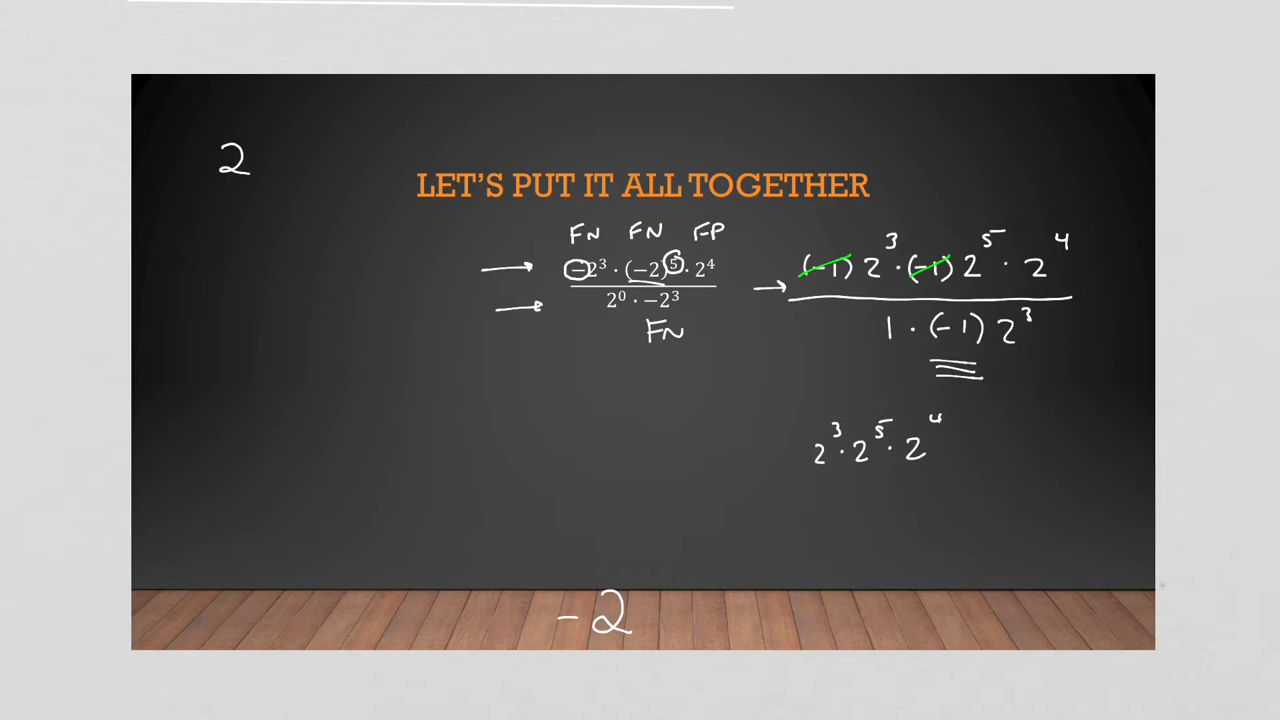 2
LET'S PUT IT ALL TOGETHER
FN FN FP
−2³ · (−2)⁵ · 2⁴
2⁰ · −2³
FN
(−1) 2³ · (−1) 2⁵ · 2⁴
1 · (−1) 2³
2³ · 2⁵ · 2⁴
−2